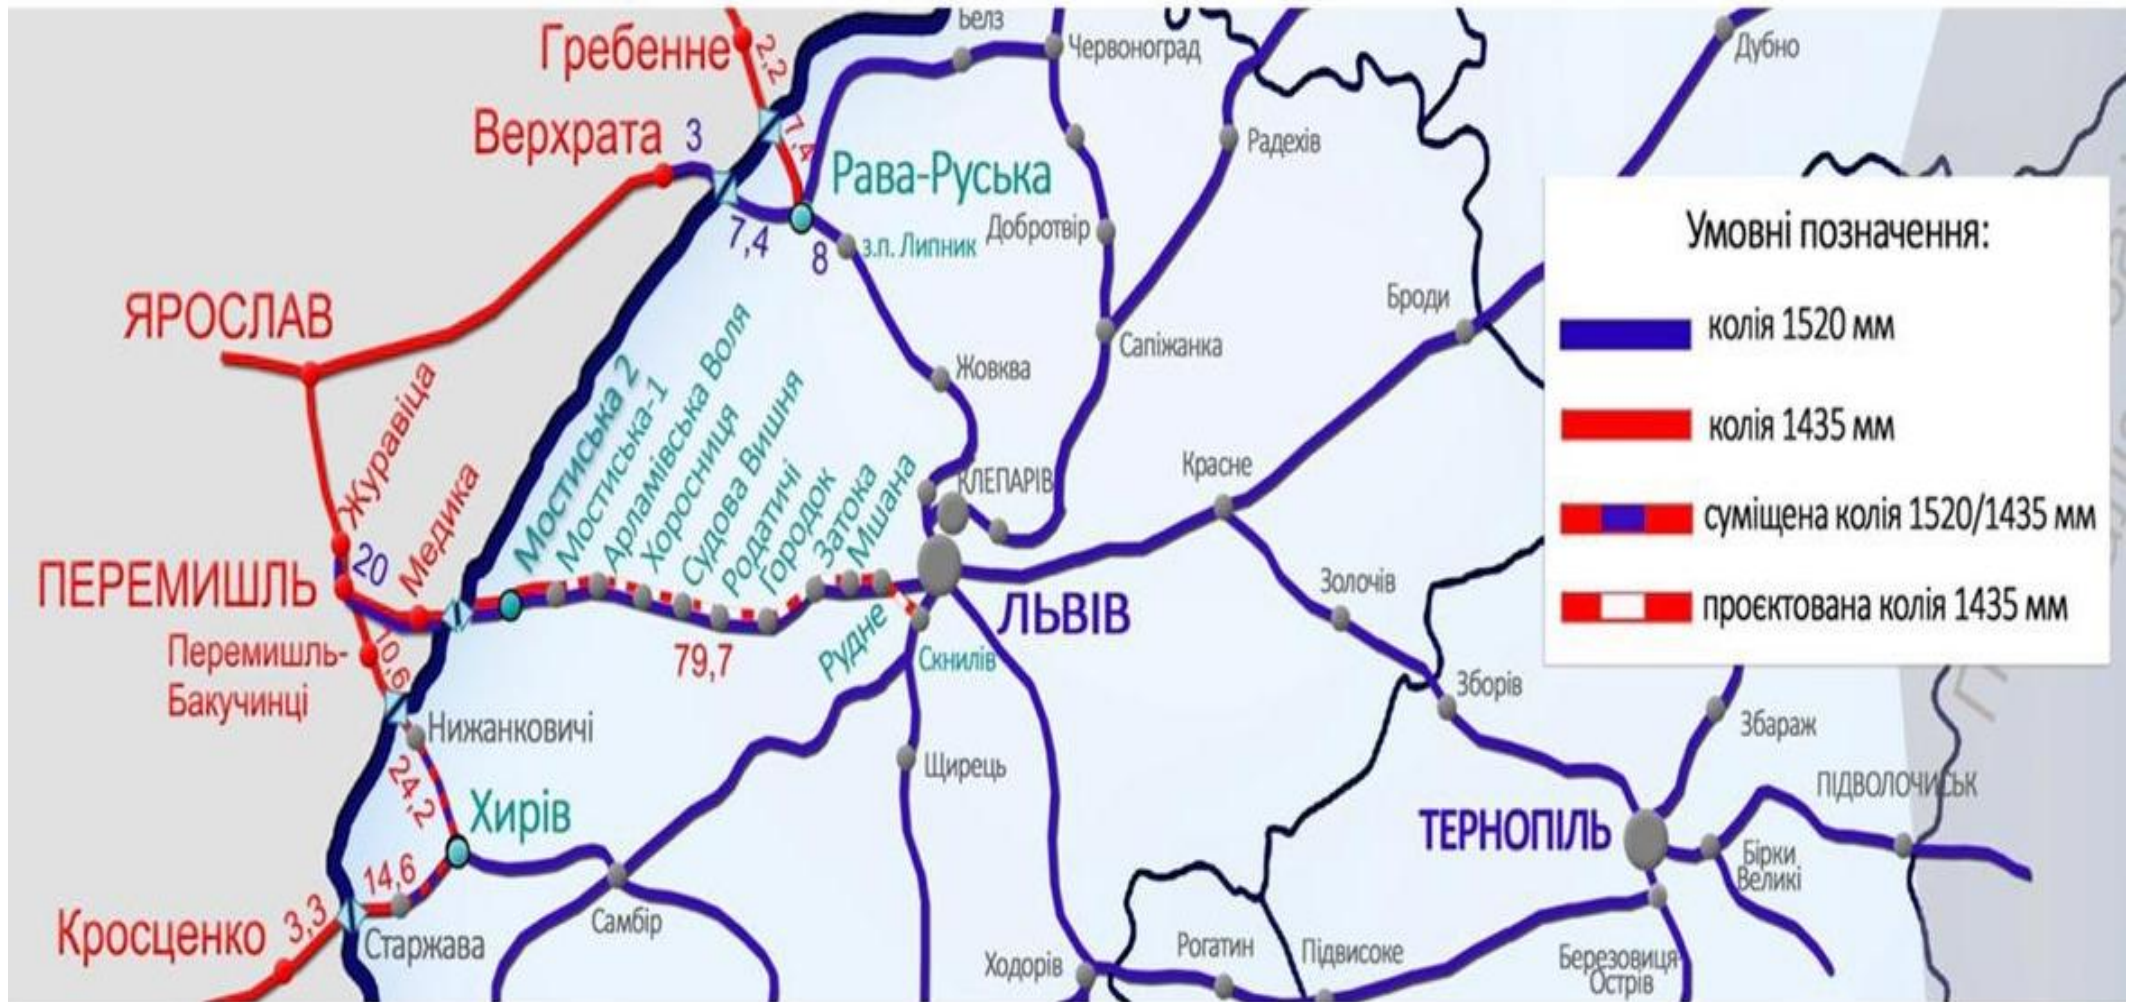 Белз
Гребенне
2,2
Червоноград
Дубно
Верхрата
3
7,4
Рава-Руська
Радехів
7,4
8
з.п. Липник
Добротвір
Умовні позначення:
колія 1520 мм
колія 1435 мм
суміщена колія 1520/1435 мм
проєктована колія 1435 мм
ЯРОСЛАВ
Броди
Сапіжанка
Жовква
Журавіца
Медика
Мостиська 2
Мостиська-1
Арламівська Воля
Хоросниця
Судова Вишня
Родатичі
Городок
Затока
Мшана
КЛЕПАРІВ
Красне
ПЕРЕМИШЛЬ
20
Золочів
ЛЬВІВ
10,6
Перемишль-
Бакучинці
79,7
Рудне
Скнилів
Зборів
Збараж
Нижанковичі
Щирець
24,2
ПІДВОЛОЧИСЬК
Хирів
ТЕРНОПІЛЬ
Бірки
Великі
14,6
Кросценко
3,3
Старжава
Самбір
Ходорів
Рогатин
Підвисоке
Березовиця
Острів